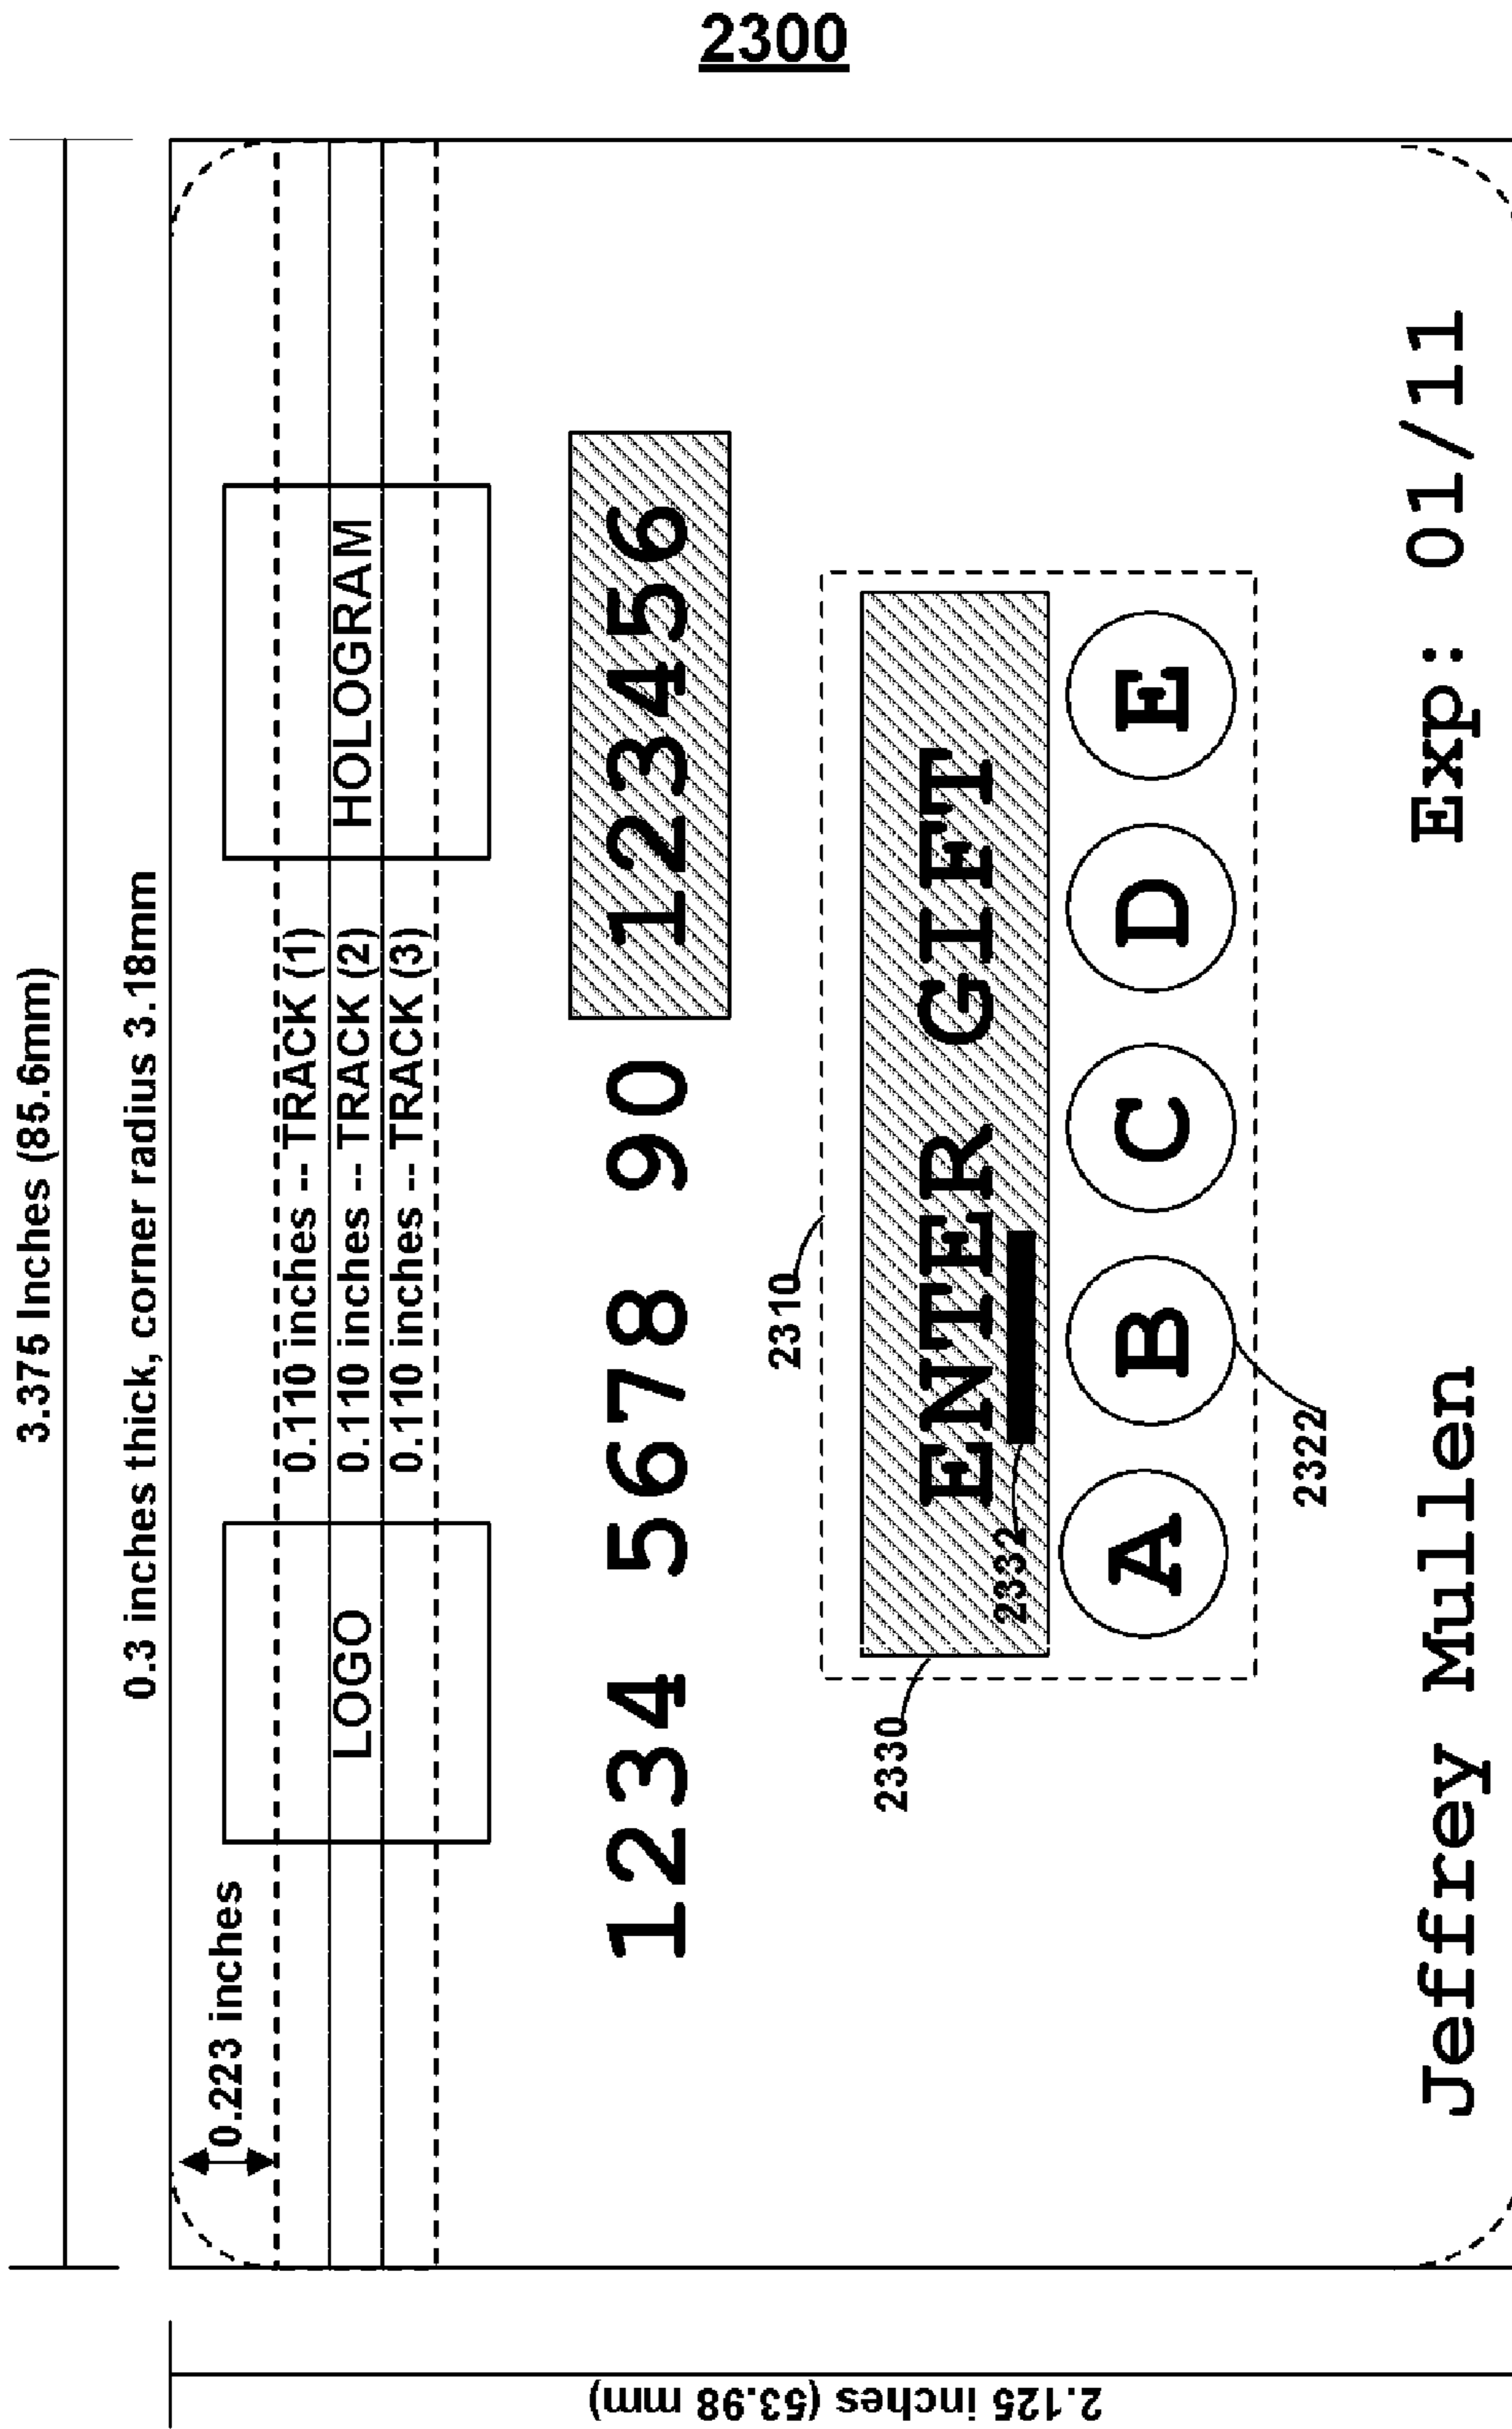 2300
3.375 Inches (85.6mm)
0.3 inches thick, corner radius 3.18mm
0.223 inches
LOGO
HOLOGRAM
0.110 inches -- TRACK (1)
0.110 inches -- TRACK (2)
0.110 inches -- TRACK (3)
1234 5678 90 123456
2310
2330
ENTER GIFT
2332
A B C D E
2322
Jeffrey Mullen Exp: 01/11
2.125 inches (53.98 mm)